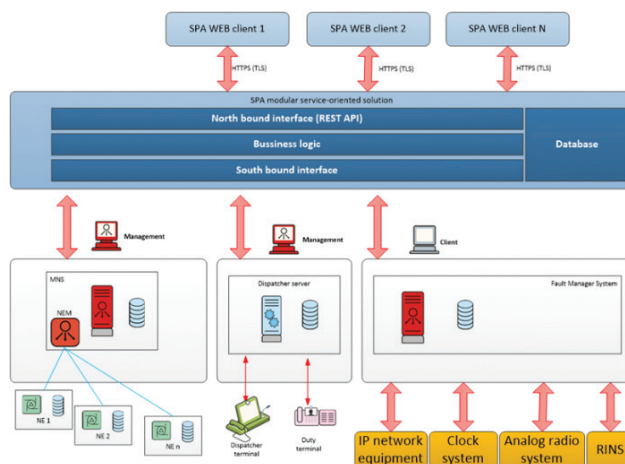 SPA WEB client 1
SPA WEB client 2
SPA WEB client N
HTTPS (TLS)
HTTPS (TLS)
HTTPS (TLS)
SPA modular service-oriented solution
North bound interface (REST API)
Bussiness logic
South bound interface
Database
Management
Management
Client
MNS
NEM
Dispatcher server
Fault Manager System
NE 1
NE 2
NE n
Dispatcher
terminal
Duty
terminal
IP network
equipment
Clock
system
Analog radio
system
RINS